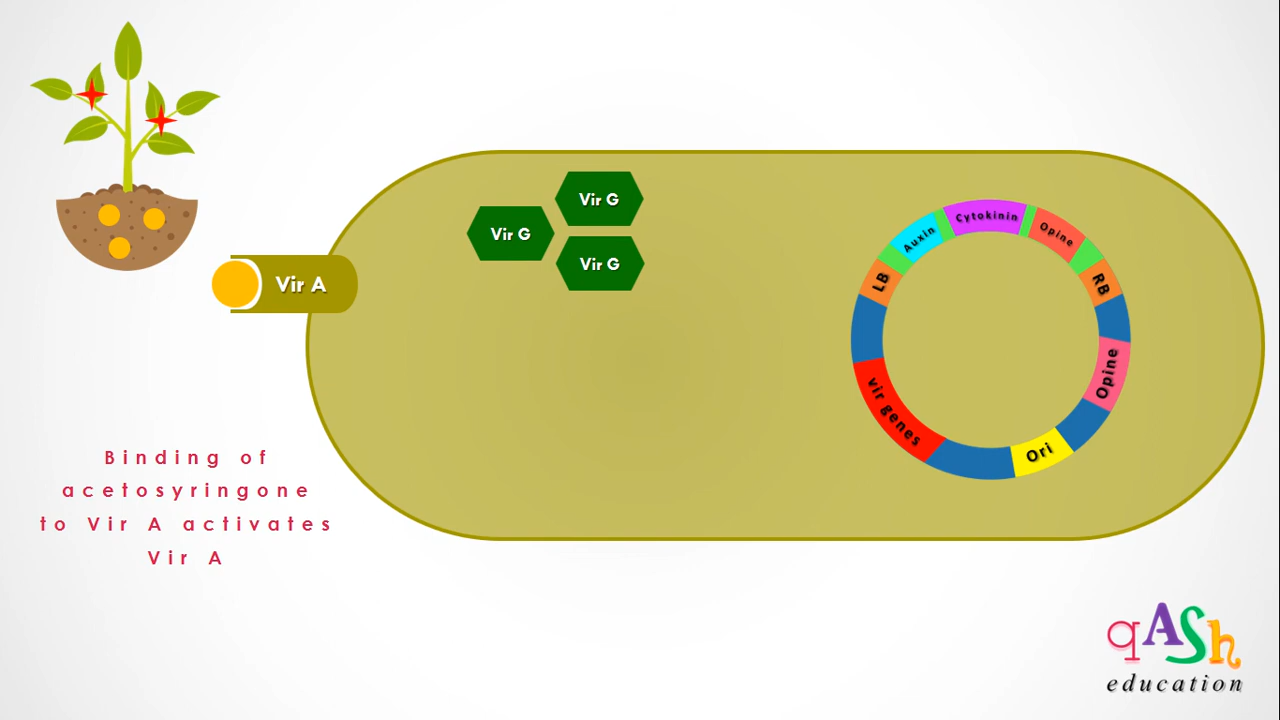 Vir G
Vir G
Vir G
Vir A
Auxin
Cytokinin
Opine
LB
RB
Opine
vir genes
Ori
Binding of
acetosyringone
to Vir A activates
Vir A
qASh
education